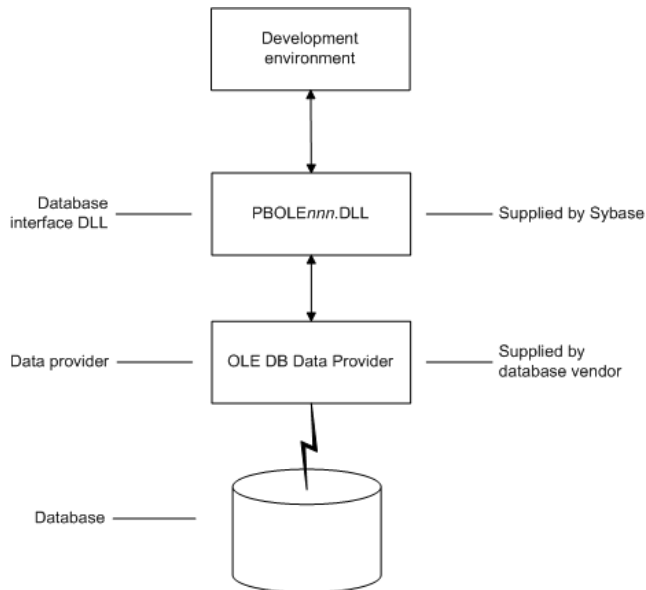 Development
environment
Database
interface DLL
PBOLEnnn.DLL
Supplied by Sybase
Data provider
OLE DB Data Provider
Supplied by
database vendor
Database